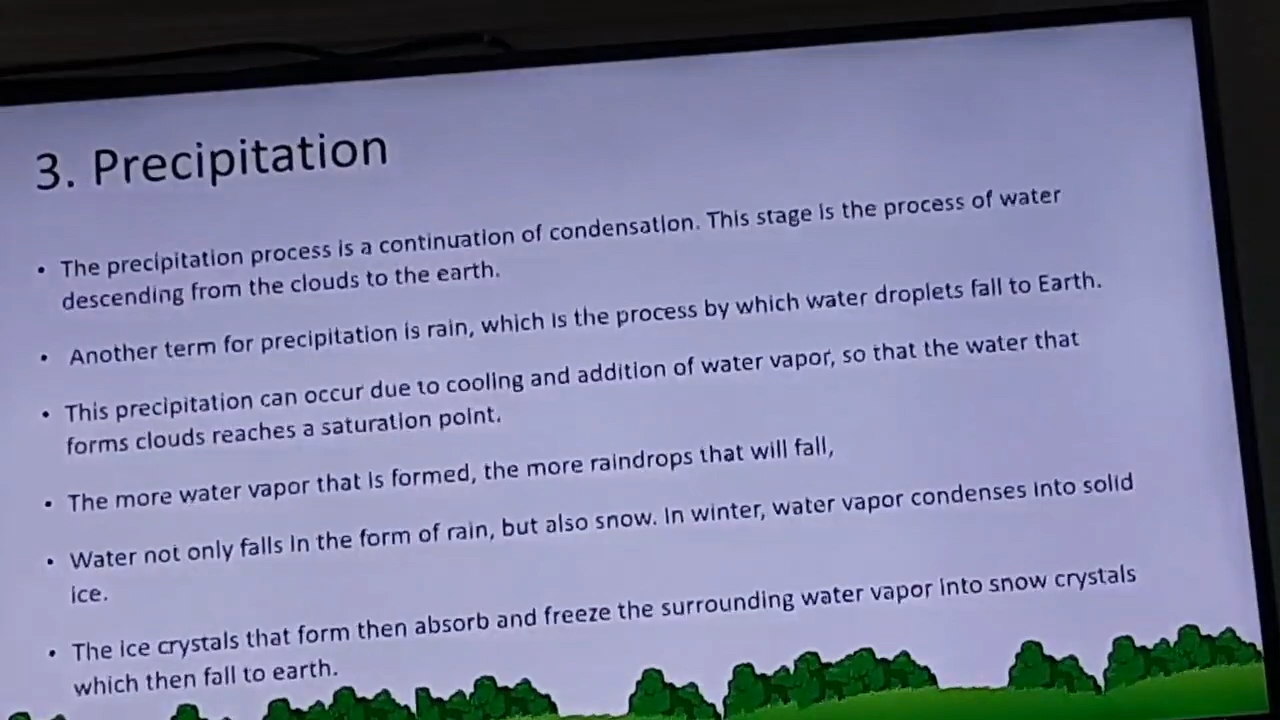 3. Precipitation
• The precipitation process is a continuation of condensation. This stage is the process of water
descending from the clouds to the earth.
• Another term for precipitation is rain, which is the process by which water droplets fall to Earth.
• This precipitation can occur due to cooling and addition of water vapor, so that the water that
forms clouds reaches a saturation point.
• The more water vapor that is formed, the more raindrops that will fall,
• Water not only falls in the form of rain, but also snow. In winter, water vapor condenses into solid
ice.
• The ice crystals that form then absorb and freeze the surrounding water vapor into snow crystals
which then fall to earth.